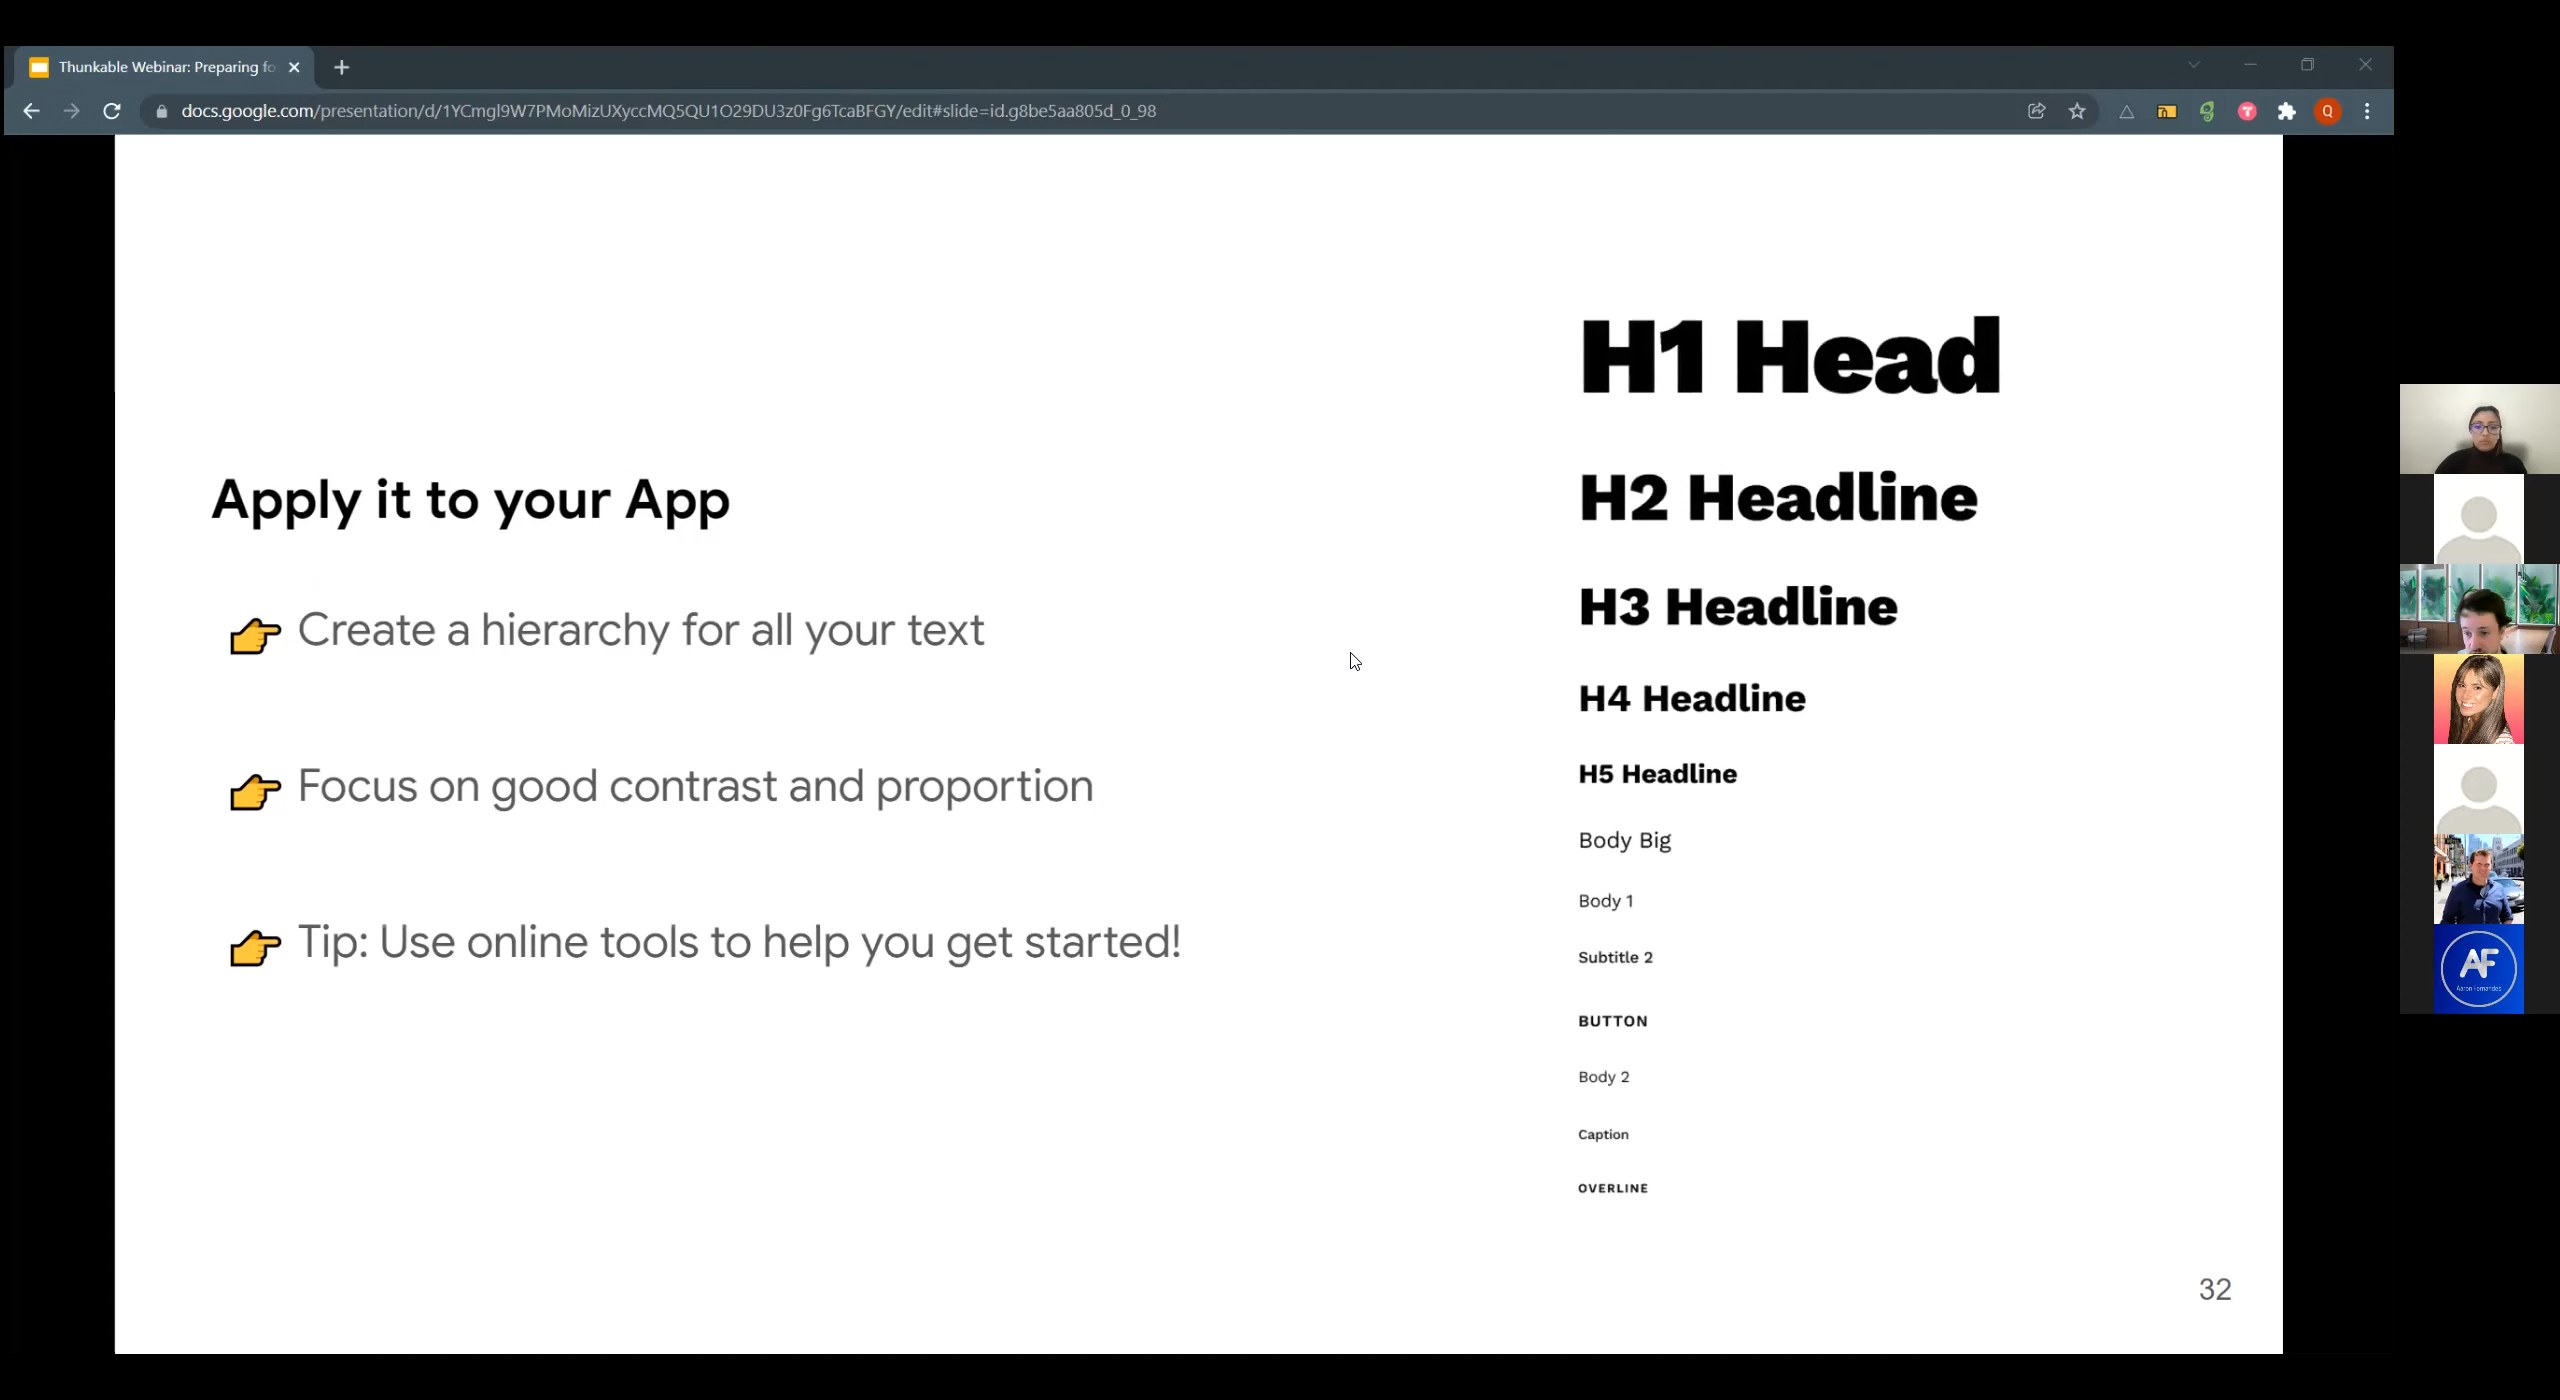 Thunkable Webinar: Preparing fo
docs.google.com/presentation/d/1YCmgl9W7PMoMizUXyccMQ5QU1O29DU3z0Fg6TcaBFGY/edit#slide=id.g8be5aa805d_0_98
Q
Apply it to your App
Create a hierarchy for all your text
Focus on good contrast and proportion
Tip: Use online tools to help you get started!
H1 Head
H2 Headline
H3 Headline
H4 Headline
H5 Headline
Body Big
Body 1
Subtitle 2
BUTTON
Body 2
Caption
OVERLINE
32
AF
Aaron Fernandes